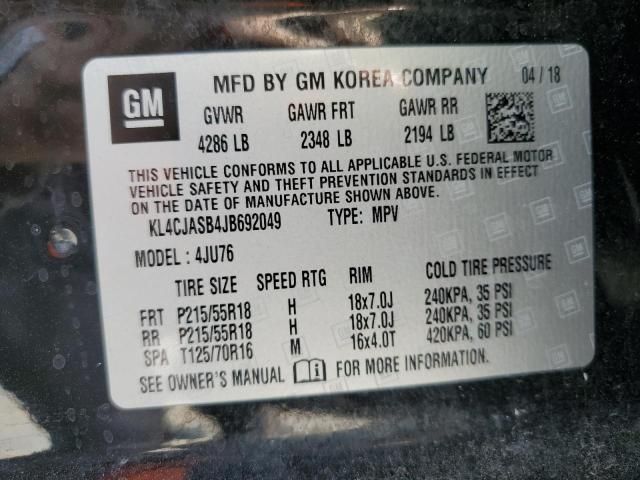 GM MFD BY GM KOREA COMPANY 04 / 18
GVWR GAWR FRT GAWR RR
4286 LB 2348 LB 2194 LB
THIS VEHICLE CONFORMS TO ALL APPLICABLE U.S. FEDERAL MOTOR
VEHICLE SAFETY AND THEFT PREVENTION STANDARDS IN EFFECT
ON THE DATE OF MANUFACTURE SHOWN ABOVE.
KL4CJASB4JB692049 TYPE: MPV
MODEL: 4JU76
TIRE SIZE SPEED RTG RIM COLD TIRE PRESSURE
FRT P215/55R18 H 18x7.0J 240KPA, 35 PSI
RR P215/55R18 H 18x7.0J 240KPA, 35 PSI
SPA T125/70R16 M 16x4.0T 420KPA, 60 PSI
SEE OWNER'S MANUAL i FOR MORE INFORMATION.